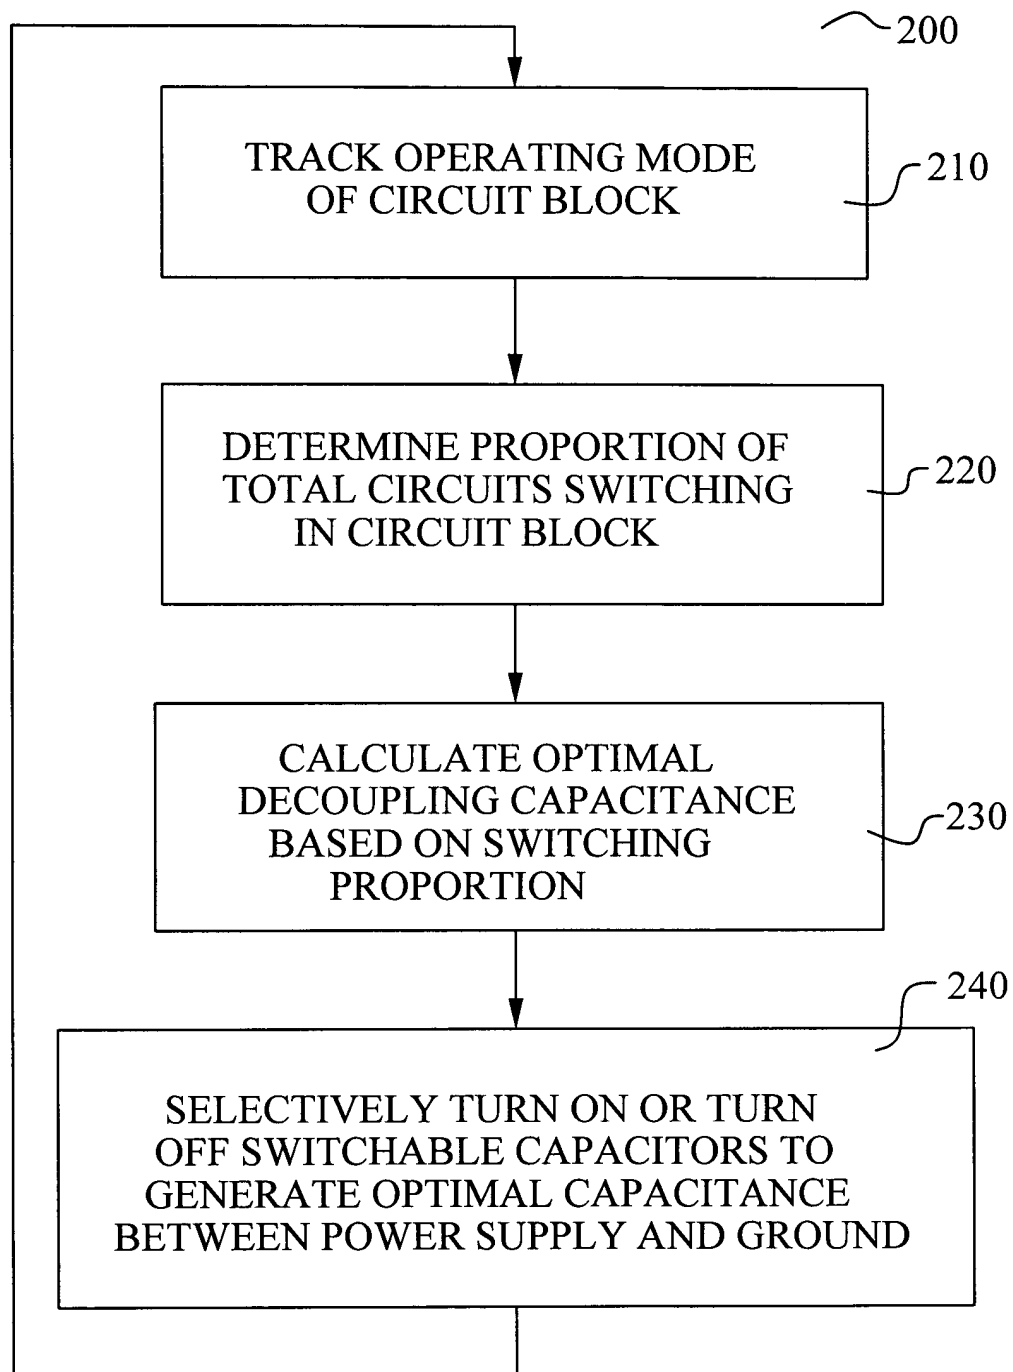 200
TRACK OPERATING MODE
OF CIRCUIT BLOCK
210
DETERMINE PROPORTION OF
TOTAL CIRCUITS SWITCHING
IN CIRCUIT BLOCK
220
CALCULATE OPTIMAL
DECOUPLING CAPACITANCE
BASED ON SWITCHING
PROPORTION
230
240
SELECTIVELY TURN ON OR TURN
OFF SWITCHABLE CAPACITORS TO
GENERATE OPTIMAL CAPACITANCE
BETWEEN POWER SUPPLY AND GROUND